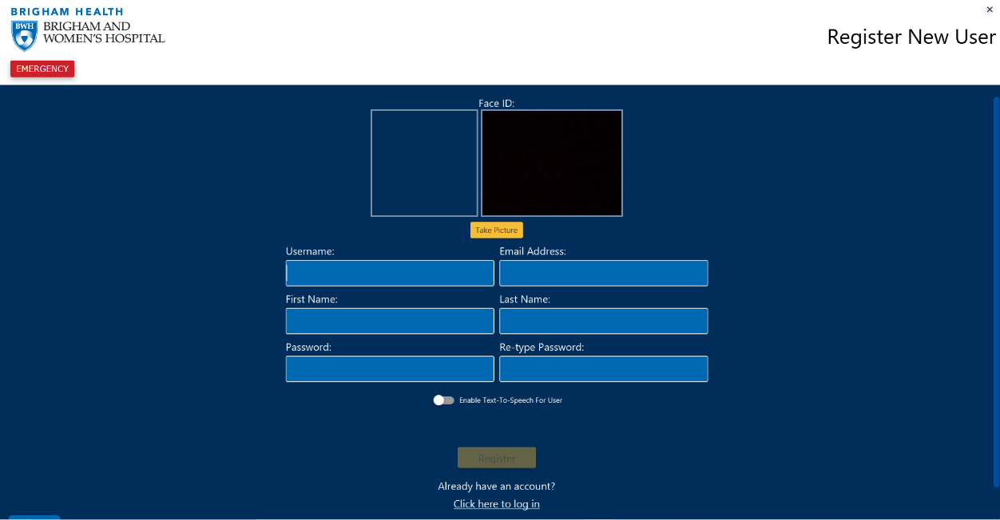 BRIGHAM HEALTH
BWH
BRIGHAM AND
WOMEN'S HOSPITAL
×
Register New User
EMERGENCY
Face ID:
Take Picture
Username:
Email Address:
First Name:
Last Name:
Password:
Re-type Password:
Enable Text-To-Speech For User
Register
Already have an account?
Click here to log in